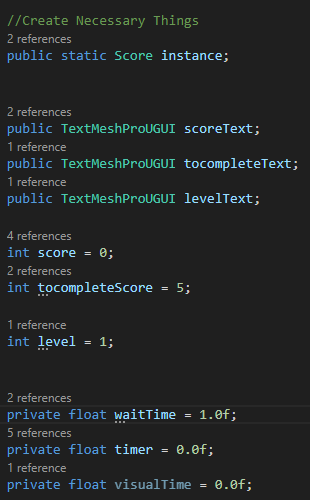 //Create Necessary Things
2 references
public static Score instance;
2 references
public TextMeshProUGUI scoreText;
1 reference
public TextMeshProUGUI tocompleteText;
1 reference
public TextMeshProUGUI levelText;
4 references
int score = 0;
2 references
int tocompleteScore = 5;
1 reference
int level = 1;
2 references
private float waitTime = 1.0f;
5 references
private float timer = 0.0f;
1 reference
private float visualTime = 0.0f;